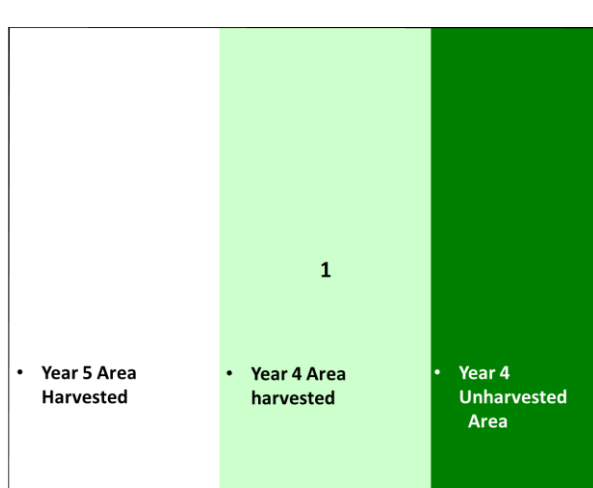 1
• Year 5 Area
Harvested
• Year 4 Area
harvested
• Year 4
Unharvested
Area